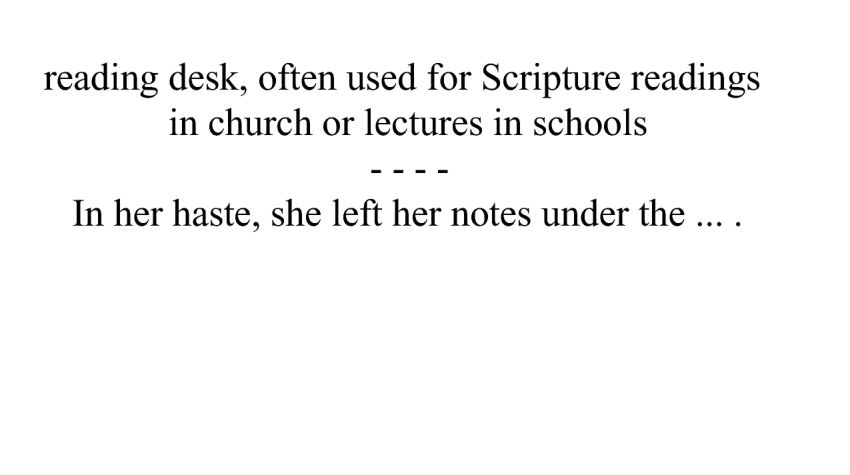 reading desk, often used for Scripture readings
in church or lectures in schools
- - - -
In her haste, she left her notes under the ... .